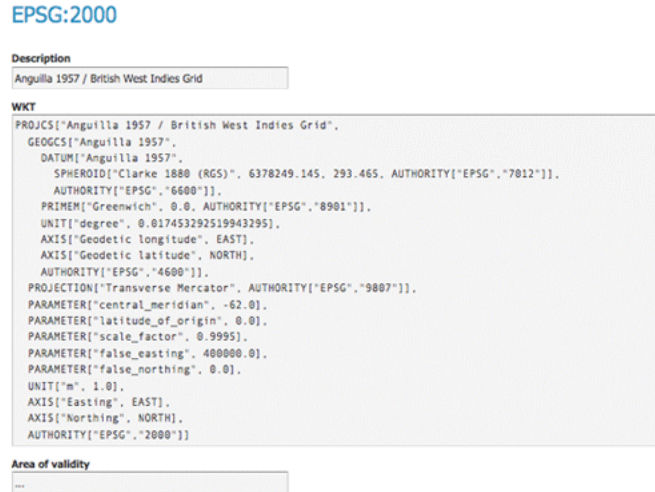 EPSG:2000
Description
Anguilla 1957 / British West Indies Grid
WKT
PROJCS["Anguilla 1957 / British West Indies Grid",
GEOGCS["Anguilla 1957",
DATUM["Anguilla 1957",
SPHEROID["Clarke 1880 (RGS)", 6378249.145, 293.465, AUTHORITY["EPSG","7012"]],
AUTHORITY["EPSG","6600"]],
PRIMEM["Greenwich", 0.0, AUTHORITY["EPSG","8901"]],
UNIT["degree", 0.017453292519943295],
AXIS["Geodetic longitude", EAST],
AXIS["Geodetic latitude", NORTH],
AUTHORITY["EPSG","4600"]],
PROJECTION["Transverse Mercator", AUTHORITY["EPSG","9807"]],
PARAMETER["central_meridian", -62.0],
PARAMETER["latitude_of_origin", 0.0],
PARAMETER["scale_factor", 0.9995],
PARAMETER["false_easting", 400000.0],
PARAMETER["false_northing", 0.0],
UNIT["m", 1.0],
AXIS["Easting", EAST],
AXIS["Northing", NORTH],
AUTHORITY["EPSG","2000"]]
Area of validity
...